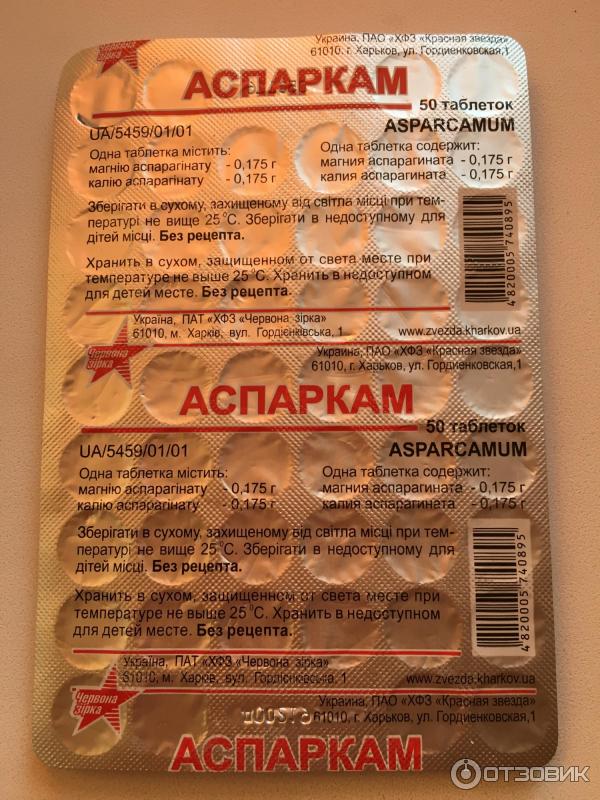 Украина, ПАО «ХФЗ «Красная звезда»
61010, г. Харьков, ул. Гордиенковская,1
Червона
зірка
АСПАРКАМ
50 таблеток
UA/5459/01/01
ASPARCAMUM
Одна таблетка містить:
магнію аспарагінату - 0,175 г
калію аспарагінату - 0,175 г
Одна таблетка содержит:
магния аспарагината - 0,175 г
калия аспарагината - 0,175 г
Зберігати в сухому, захищеному від світла місці при тем-
пературі не вище 25°С. Зберігати в недоступному для
дітей місці. Без рецепта.
Хранить в сухом, защищенном от света месте при
температуре не выше 25°С. Хранить в недоступном
для детей месте. Без рецепта.
4820005740895
Україна, ПАТ «ХФЗ «Червона зірка»
61010, м. Харків, вул. Гордієнківська, 1
www.zvezda.kharkov.ua
Червона
зірка
Украина, ПАО «ХФЗ «Красная звезда»
61010, г. Харьков, ул. Гордиенковская,1
АСПАРКАМ
50 таблеток
UA/5459/01/01
ASPARCAMUM
Одна таблетка містить:
магнію аспарагінату - 0,175 г
калію аспарагінату - 0,175 г
Одна таблетка содержит:
магния аспарагината - 0,175 г
калия аспарагината - 0,175 г
Зберігати в сухому, захищеному від світла місці при тем-
пературі не вище 25°С. Зберігати в недоступному для
дітей місці. Без рецепта.
Хранить в сухом, защищенном от света месте при
температуре не выше 25°С. Хранить в недоступном
для детей месте. Без рецепта.
4820005740895
Україна, ПАТ «ХФЗ «Червона зірка»
61010, м. Харків, вул. Гордієнківська, 1
www.zvezda.kharkov.ua
Червона
зірка
Украина, ПАО «ХФЗ «Красная звезда»
61010, г. Харьков, ул. Гордиенковская,1
АСПАРКАМ
ОТЗОВИК